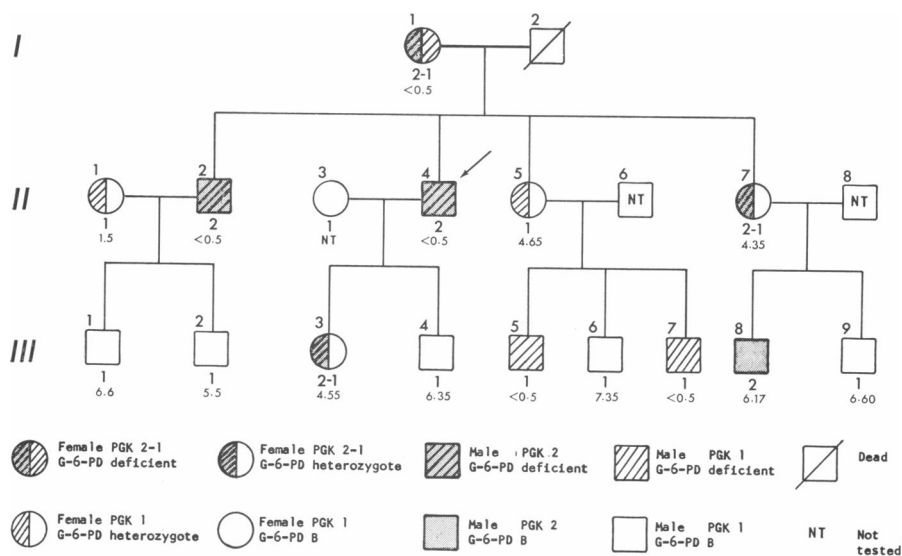 1 2
I
2-1
<0.5
1 2 3 4 5 6 7 8
II NT NT
1 2 1 2 1 2-1
1.5 <0.5 NT <0.5 4.65 4.35
1 2 3 4 5 6 7 8 9
III
1 1 2-1 1 1 1 1 2 1
6.6 5.5 4.55 6.35 <0.5 7.35 <0.5 6.17 6.60
Female PGK 2-1
G-6-PD deficient
Female PGK 2-1
G-6-PD heterozygote
Male PGK 2
G-6-PD deficient
Male PGK 1
G-6-PD deficient
Dead
Female PGK 1
G-6-PD heterozygote
Female PGK 1
G-6-PD B
Male PGK 2
G-6-PD B
Male PGK 1
G-6-PD B
NT Not
tested